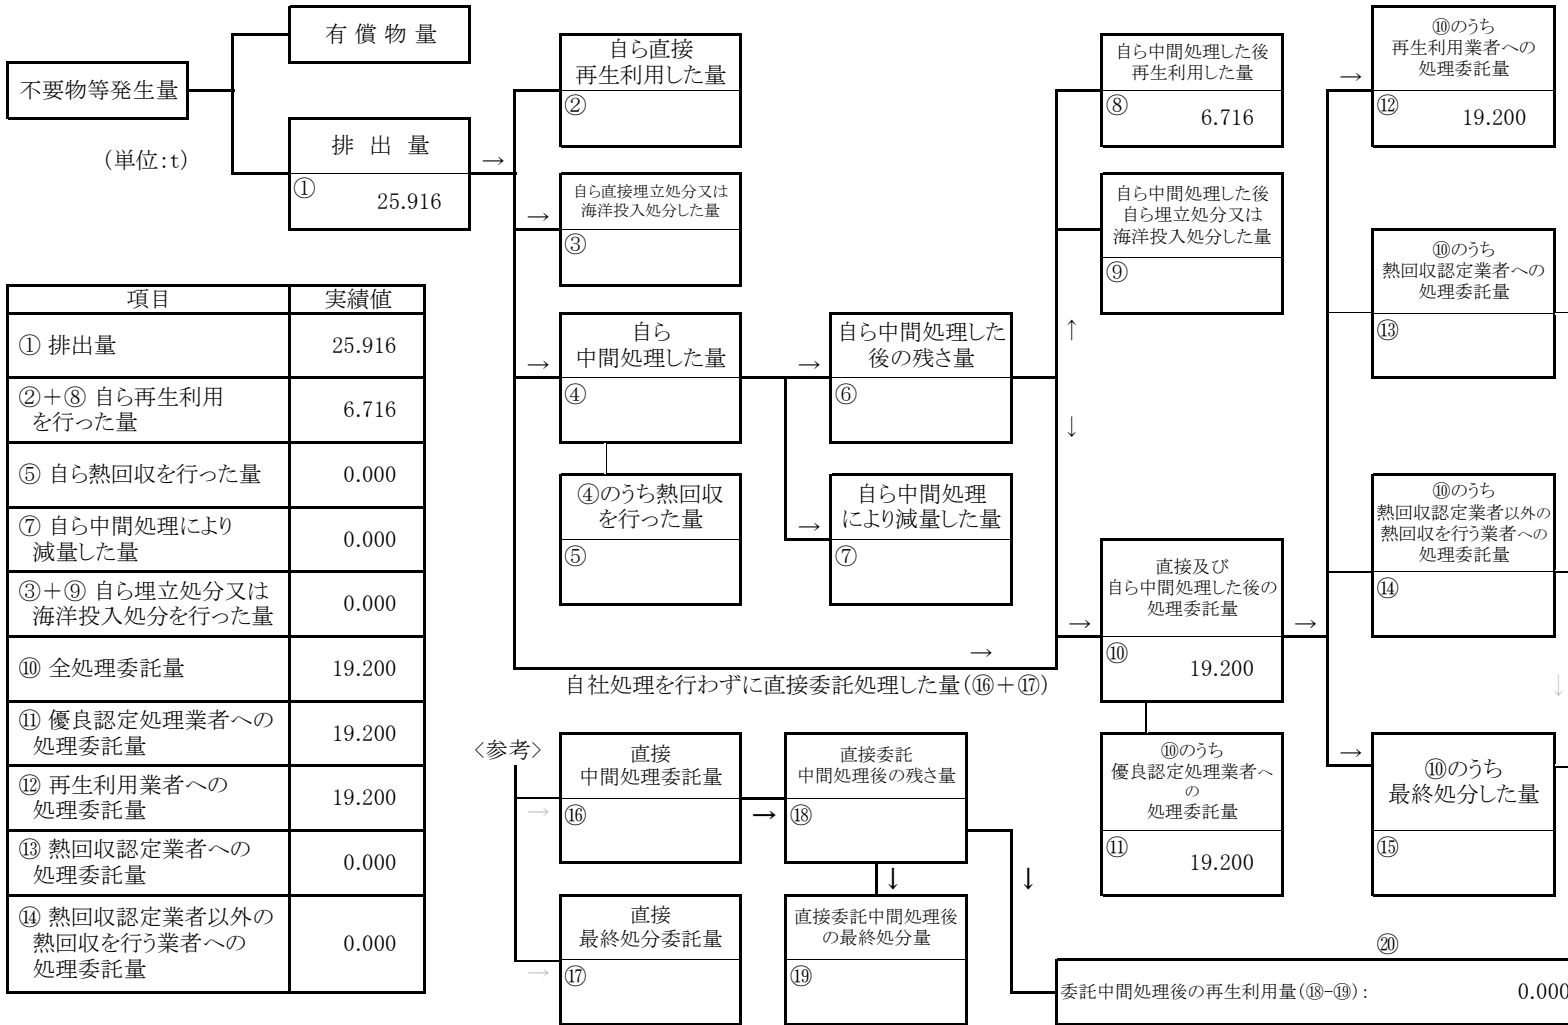 有 償 物 量
不要物等発生量
(単位:t)
排 出 量
→
①
25.916
自ら直接
再生利用した量
②
自ら直接埋立処分又は
海洋投入処分した量
→
③
自ら
中間処理した量
→
④
④のうち熱回収
を行った量
⑤
自ら中間処理した
後の残さ量
→
⑥
自ら中間処理
により減量した量
→
⑦
↑
↓
自ら中間処理した後
再生利用した量
⑧
6.716
自ら中間処理した後
自ら埋立処分又は
海洋投入処分した量
⑨
直接及び
自ら中間処理した後の
処理委託量
→
⑩
19.200
→
自社処理を行わずに直接委託処理した量(⑯+⑰)
⑩のうち
優良認定処理業者へ
の
処理委託量
⑪
19.200
→
⑩のうち
再生利用業者への
処理委託量
→
⑫
19.200
⑩のうち
熱回収認定業者への
処理委託量
⑬
⑩のうち
熱回収認定業者以外の
熱回収を行う業者への
処理委託量
⑭
↓
⑩のうち
最終処分した量
→
⑮
項目 実績値
① 排出量 25.916
②+⑧ 自ら再生利用
を行った量 6.716
⑤ 自ら熱回収を行った量 0.000
⑦ 自ら中間処理により
減量した量 0.000
③+⑨ 自ら埋立処分又は
海洋投入処分を行った量 0.000
⑩ 全処理委託量 19.200
⑪ 優良認定処理業者への
処理委託量 19.200
⑫ 再生利用業者への
処理委託量 19.200
⑬ 熱回収認定業者への
処理委託量 0.000
⑭ 熱回収認定業者以外の
熱回収を行う業者への
処理委託量 0.000
<参考>
直接
中間処理委託量
→
⑯
直接委託
中間処理後の残さ量
→
⑱
↓
↓
直接
最終処分委託量
→
⑰
直接委託中間処理後
の最終処分量
⑲
⑳
委託中間処理後の再生利用量(⑱-⑲): 0.000